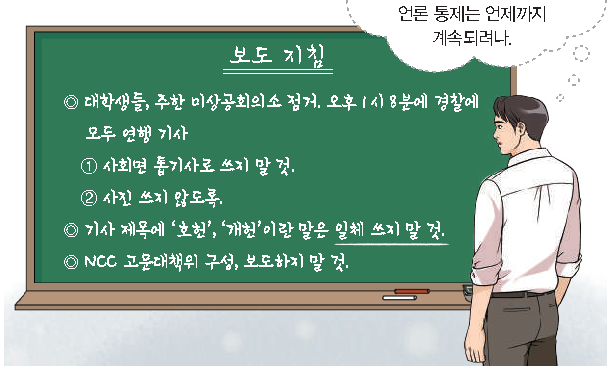 언론 통제는 언제까지
계속되려나.
보도 지침
◎ 대학생들, 주한 미상공회의소 점거. 오후 1시 8분에 경찰에
모두 연행 기사
① 사회면 톱기사로 쓰지 말 것.
② 사진 쓰지 않도록.
◎ 기사 제목에 ‘호헌’, ‘개헌’이란 말은 일체 쓰지 말 것.
◎ NCC 고문대책위 구성, 보도하지 말 것.